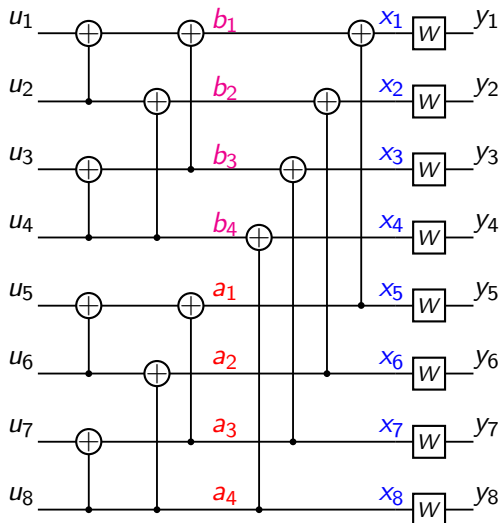 u₁ b₁ x₁ W y₁
u₂ b₂ x₂ W y₂
u₃ b₃ x₃ W y₃
u₄ b₄ x₄ W y₄
u₅ a₁ x₅ W y₅
u₆ a₂ x₆ W y₆
u₇ a₃ x₇ W y₇
u₈ a₄ x₈ W y₈